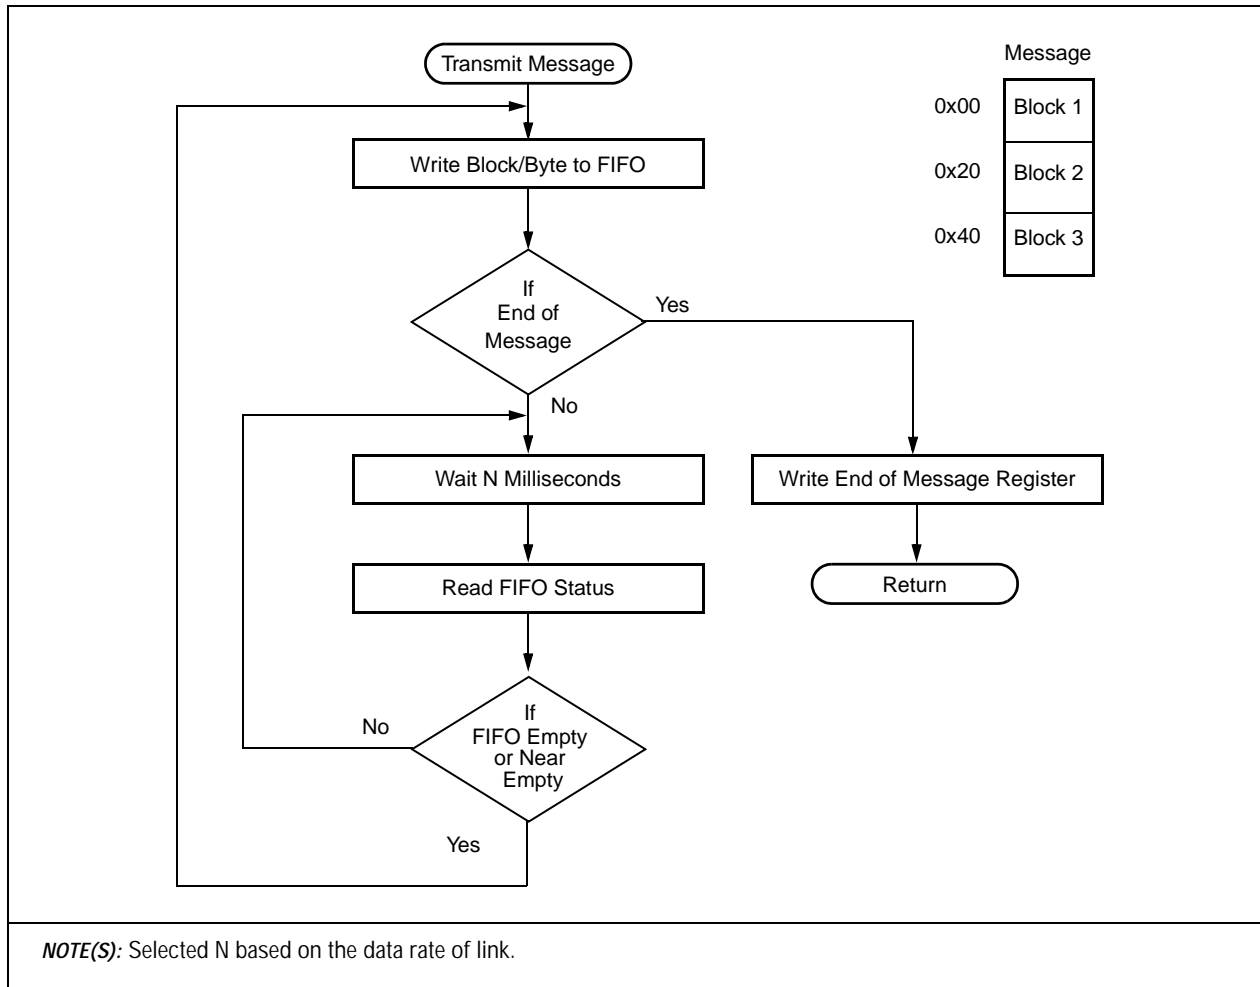 Transmit Message
Message
0x00
Block 1
Write Block/Byte to FIFO
0x20
Block 2
0x40
Block 3
If
End of
Message
Yes
No
Wait N Milliseconds
Write End of Message Register
Read FIFO Status
Return
If
FIFO Empty
or Near
Empty
No
Yes
NOTE(S): Selected N based on the data rate of link.